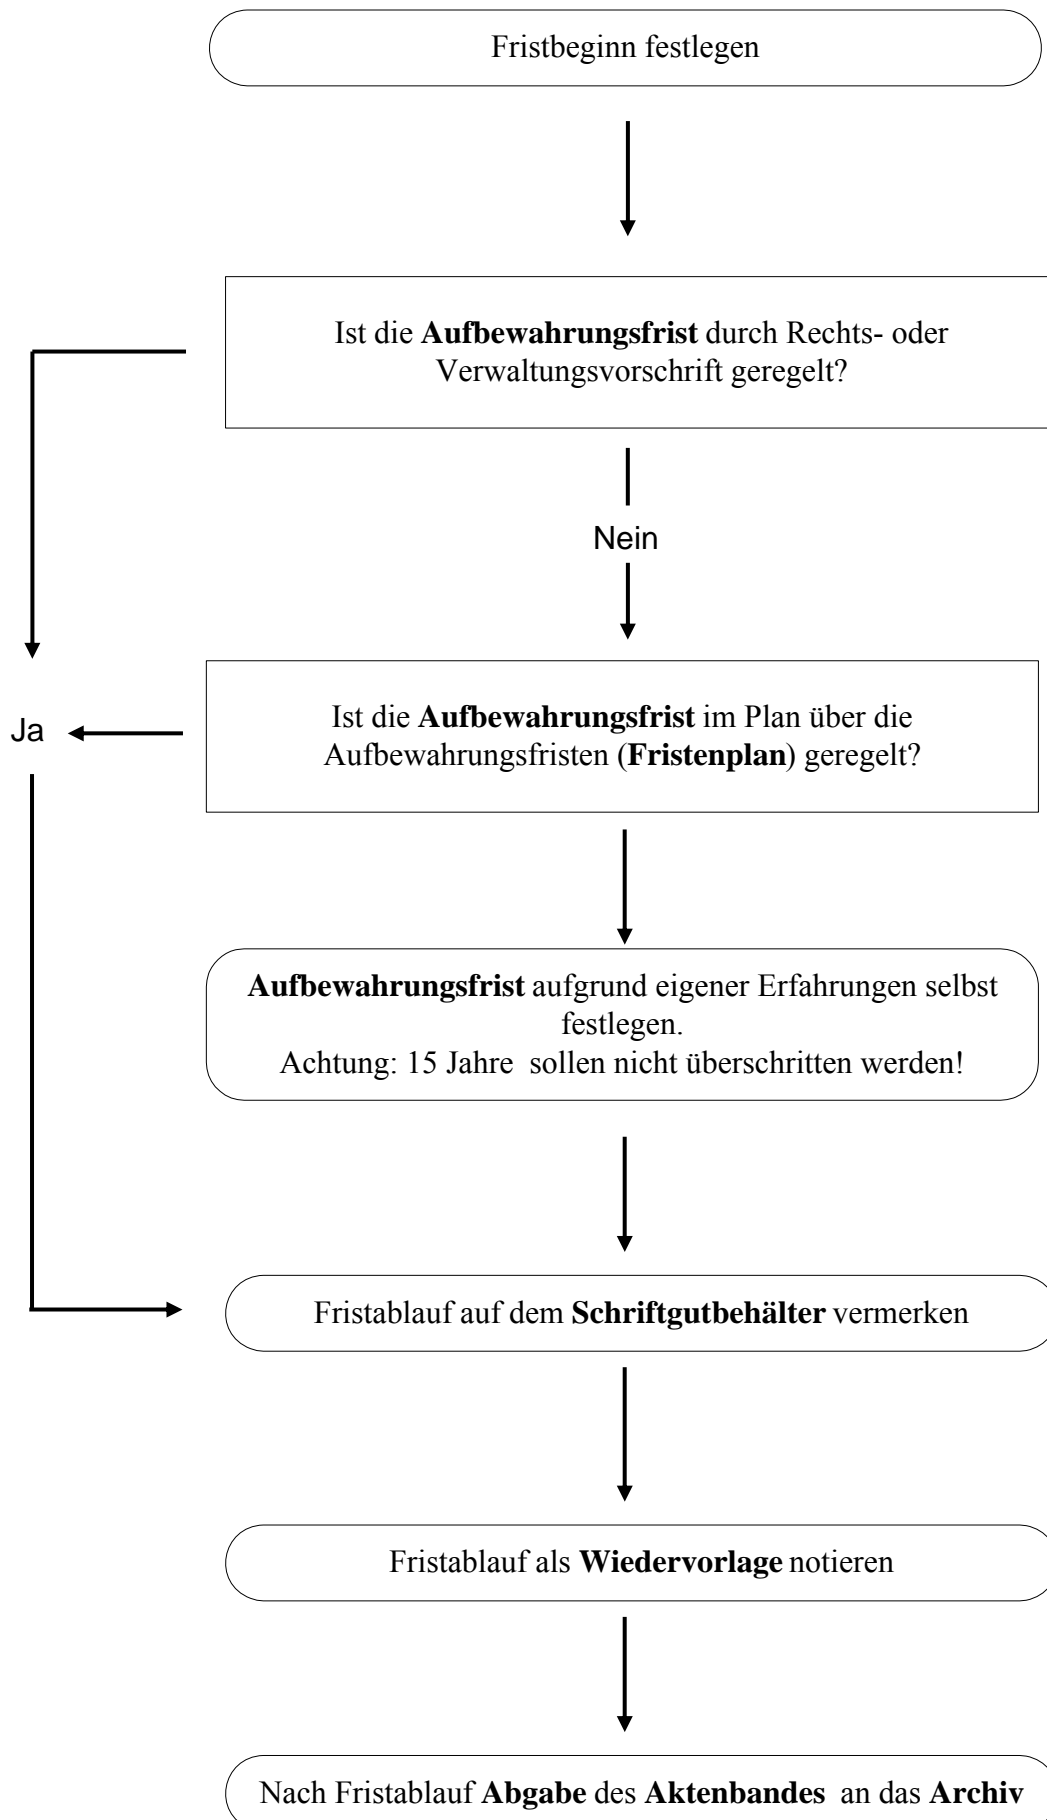 Fristbeginn festlegen
Ist die Aufbewahrungsfrist durch Rechts- oder
Verwaltungsvorschrift geregelt?
Nein
Ja
Ist die Aufbewahrungsfrist im Plan über die
Aufbewahrungsfristen (Fristenplan) geregelt?
Aufbewahrungsfrist aufgrund eigener Erfahrungen selbst
festlegen.
Achtung: 15 Jahre sollen nicht überschritten werden!
Fristablauf auf dem Schriftgutbehälter vermerken
Fristablauf als Wiedervorlage notieren
Nach Fristablauf Abgabe des Aktenbandes an das Archiv